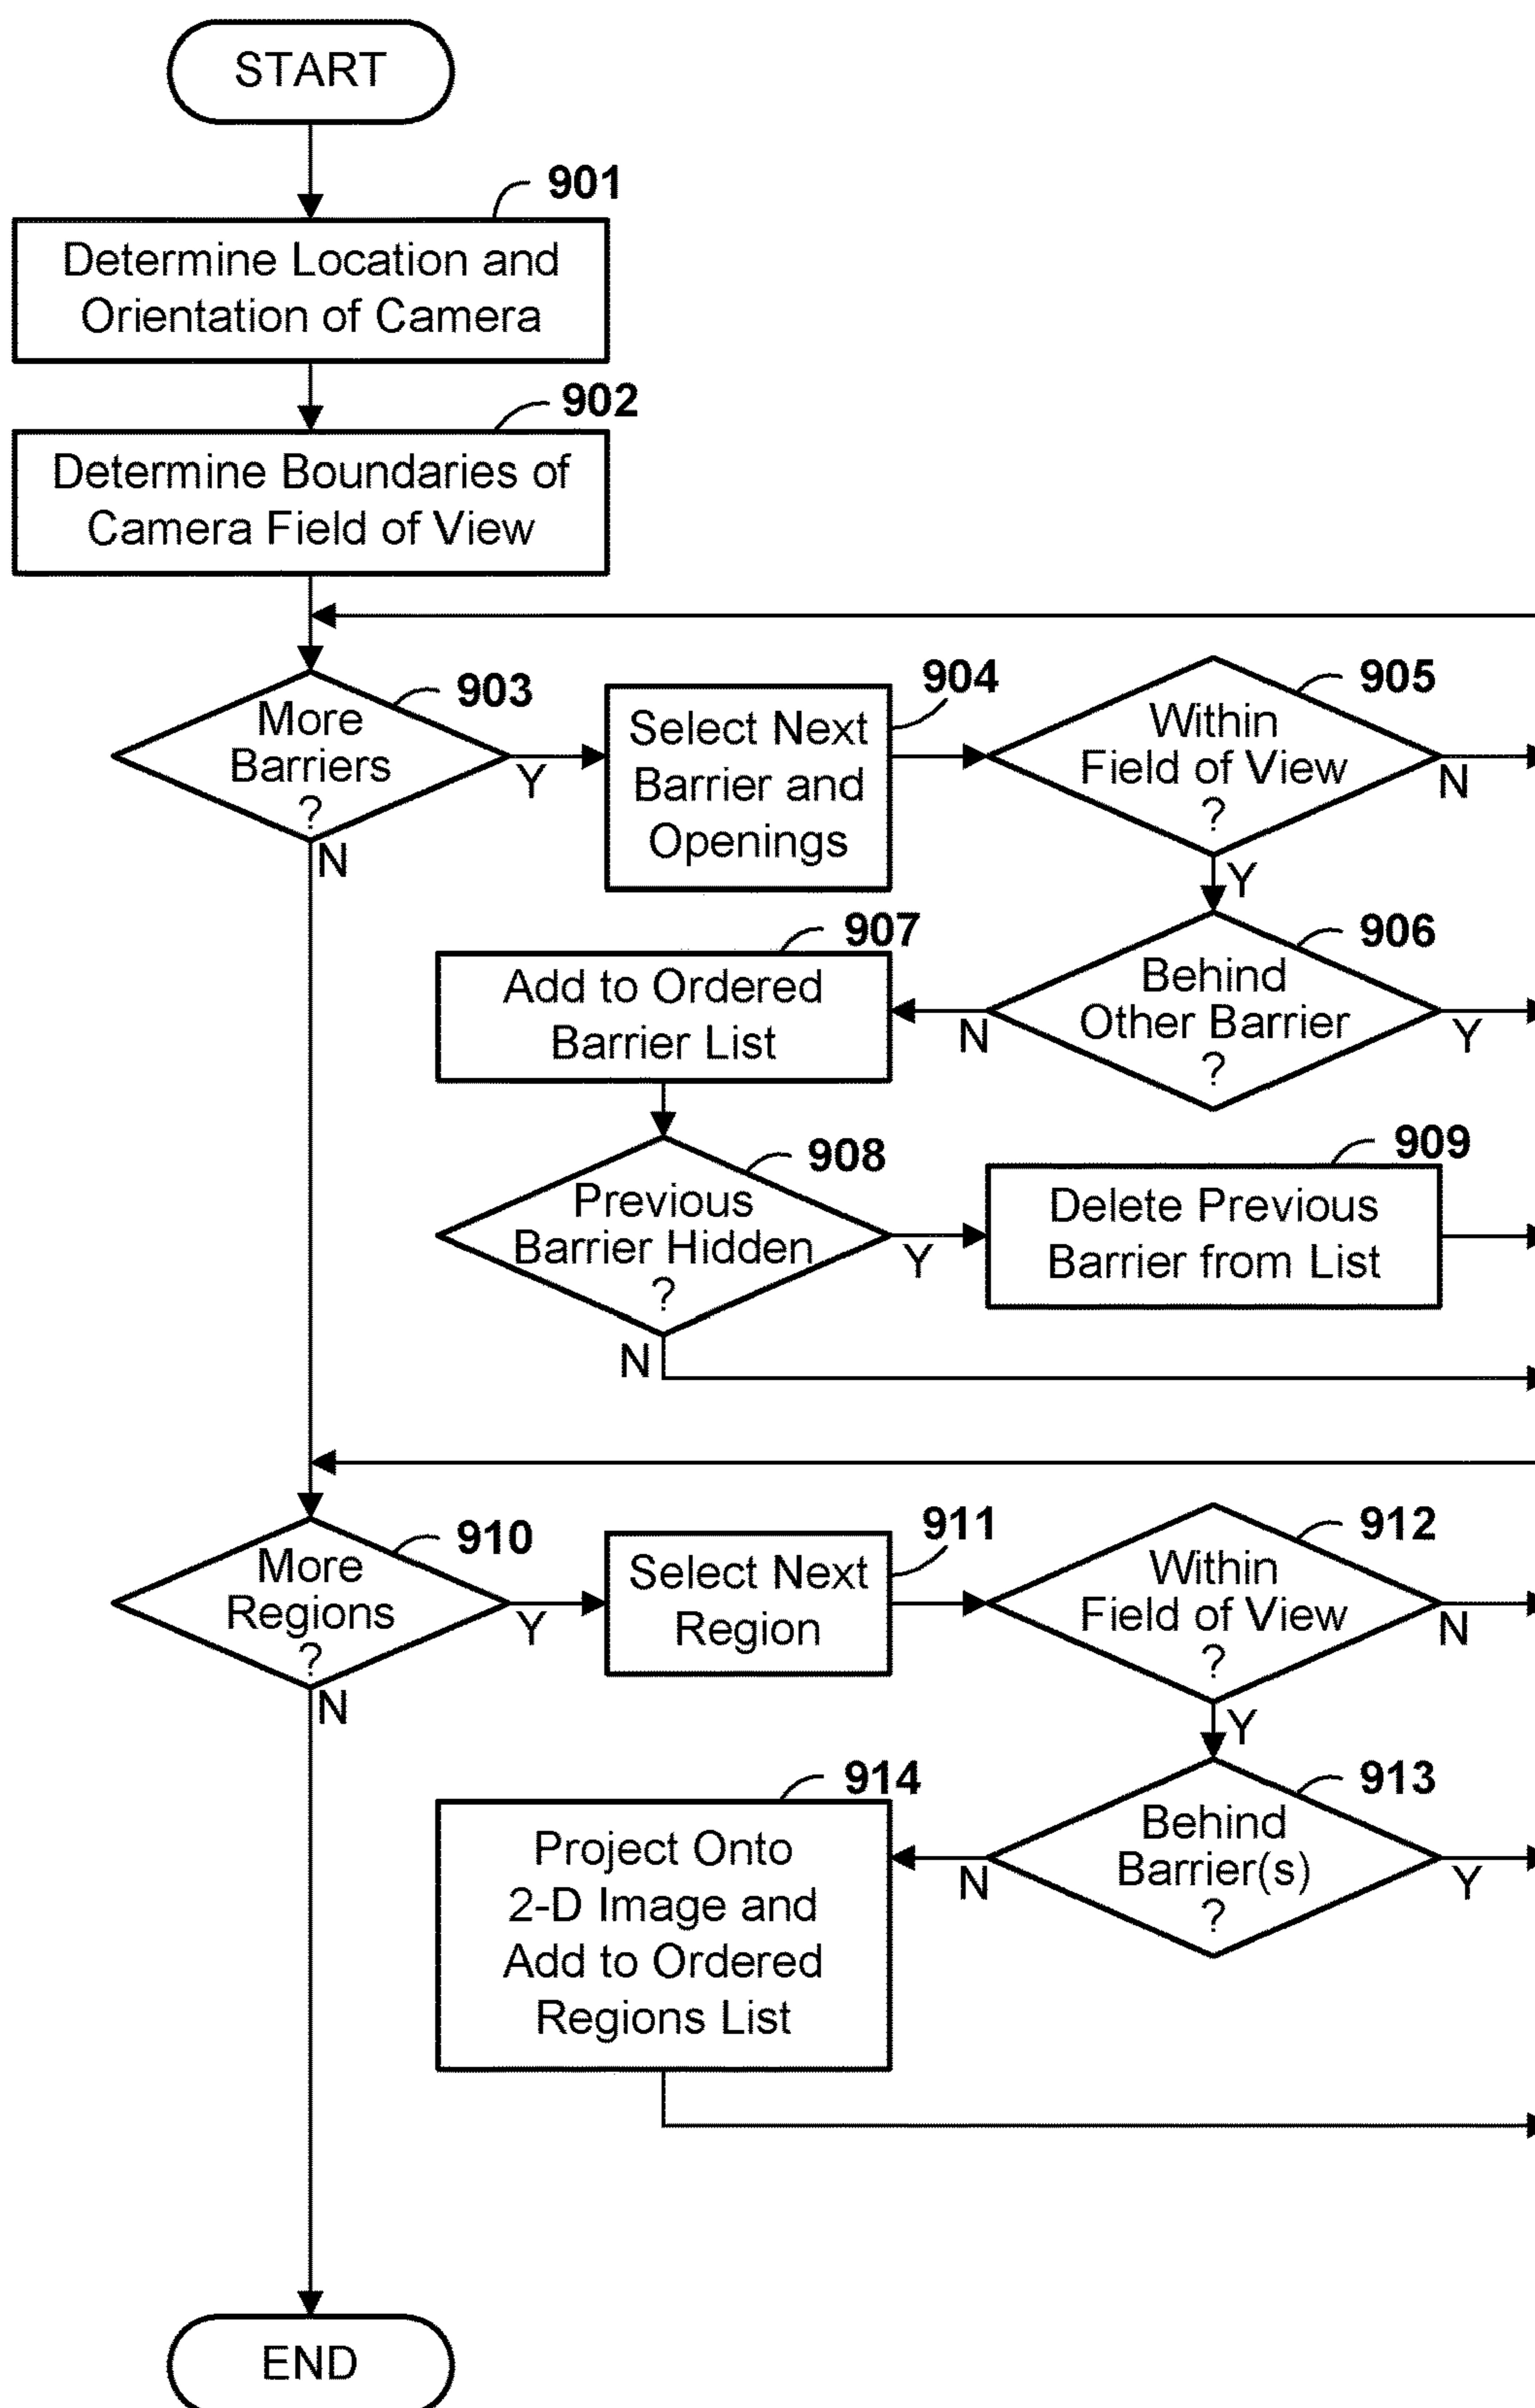 START
901
Determine Location and
Orientation of Camera
902
Determine Boundaries of
Camera Field of View
903
More
Barriers
?
Y
N
904
Select Next
Barrier and
Openings
905
Within
Field of View
?
N
Y
906
Behind
Other Barrier
?
N
Y
907
Add to Ordered
Barrier List
908
Previous
Barrier Hidden
?
Y
N
909
Delete Previous
Barrier from List
910
More
Regions
?
Y
N
911
Select Next
Region
912
Within
Field of View
?
N
Y
913
Behind
Barrier(s)
?
N
Y
914
Project Onto
2-D Image and
Add to Ordered
Regions List
END